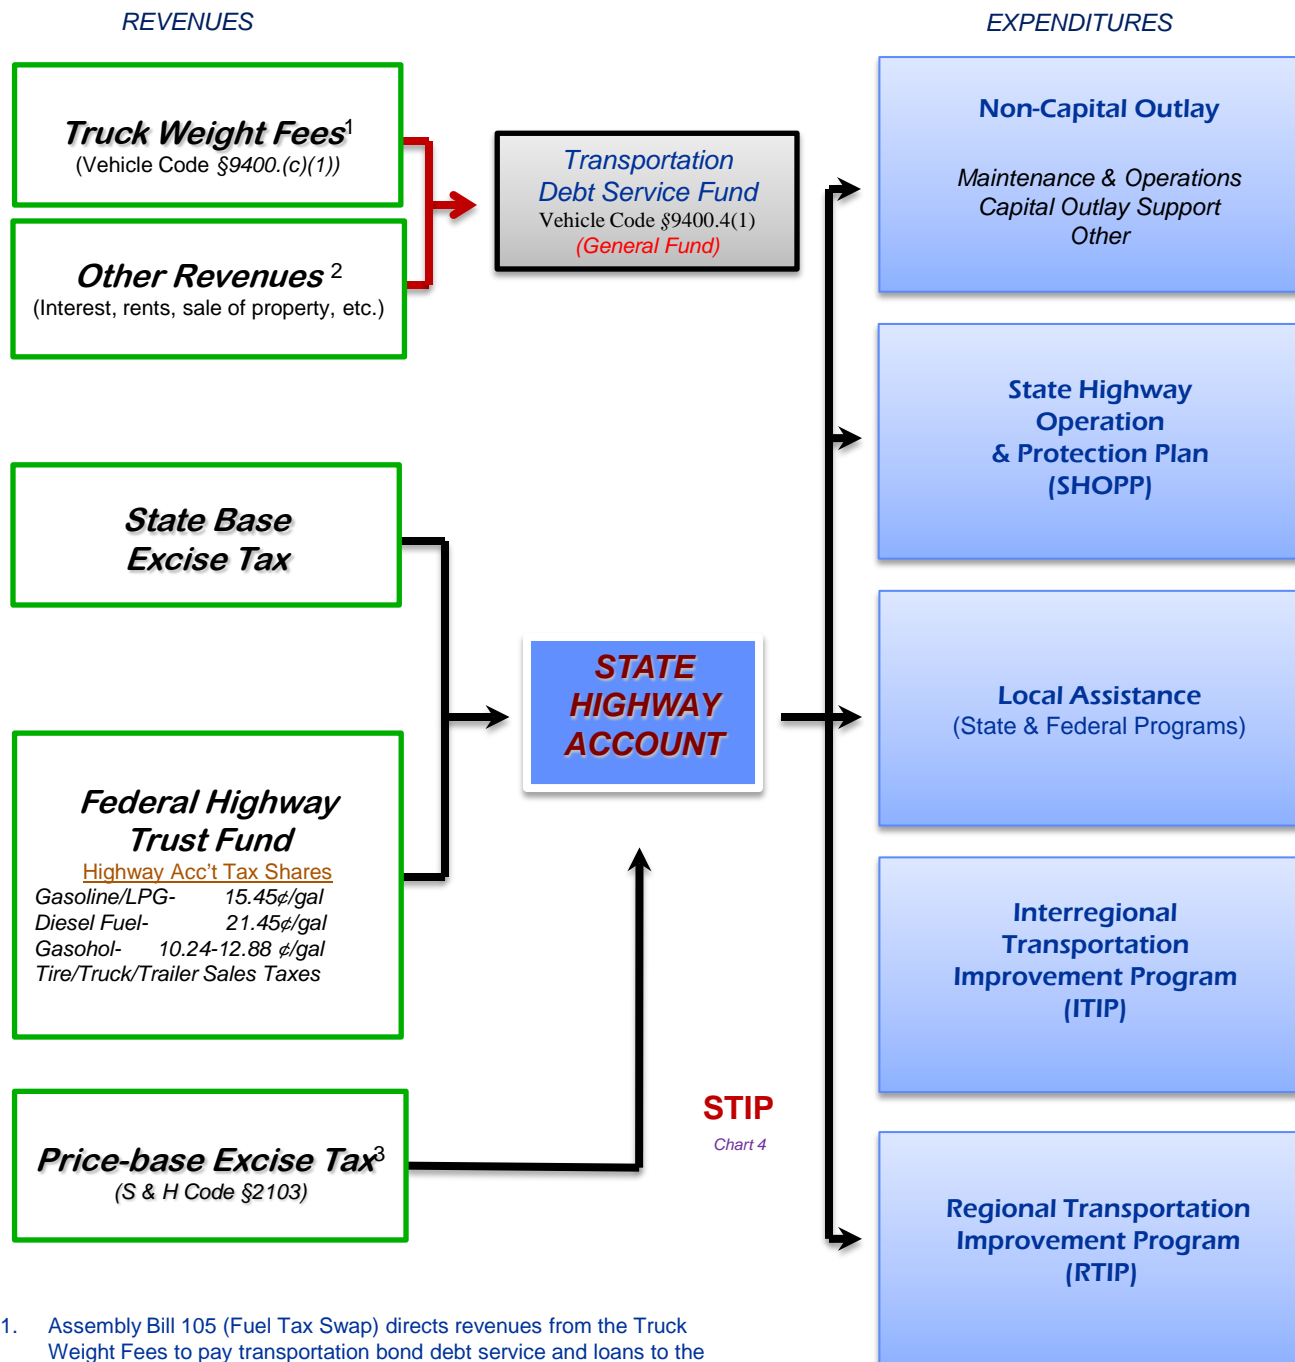 REVENUES
EXPENDITURES
Truck Weight Fees1
(Vehicle Code §9400.(c)(1))
Other Revenues 2
(Interest, rents, sale of property, etc.)
Transportation
Debt Service Fund
Vehicle Code §9400.4(1)
(General Fund)
State Base
Excise Tax
Federal Highway
Trust Fund
Highway Acc't Tax Shares
Gasoline/LPG- 15.45¢/gal
Diesel Fuel- 21.45¢/gal
Gasohol- 10.24-12.88 ¢/gal
Tire/Truck/Trailer Sales Taxes
Price-base Excise Tax3
(S & H Code §2103)
STATE
HIGHWAY
ACCOUNT
STIP
Chart 4
Non-Capital Outlay
Maintenance & Operations
Capital Outlay Support
Other
State Highway
Operation
& Protection Plan
(SHOPP)
Local Assistance
(State & Federal Programs)
Interregional
Transportation
Improvement Program
(ITIP)
Regional Transportation
Improvement Program
(RTIP)
1. Assembly Bill 105 (Fuel Tax Swap) directs revenues from the Truck
Weight Fees to pay transportation bond debt service and loans to the